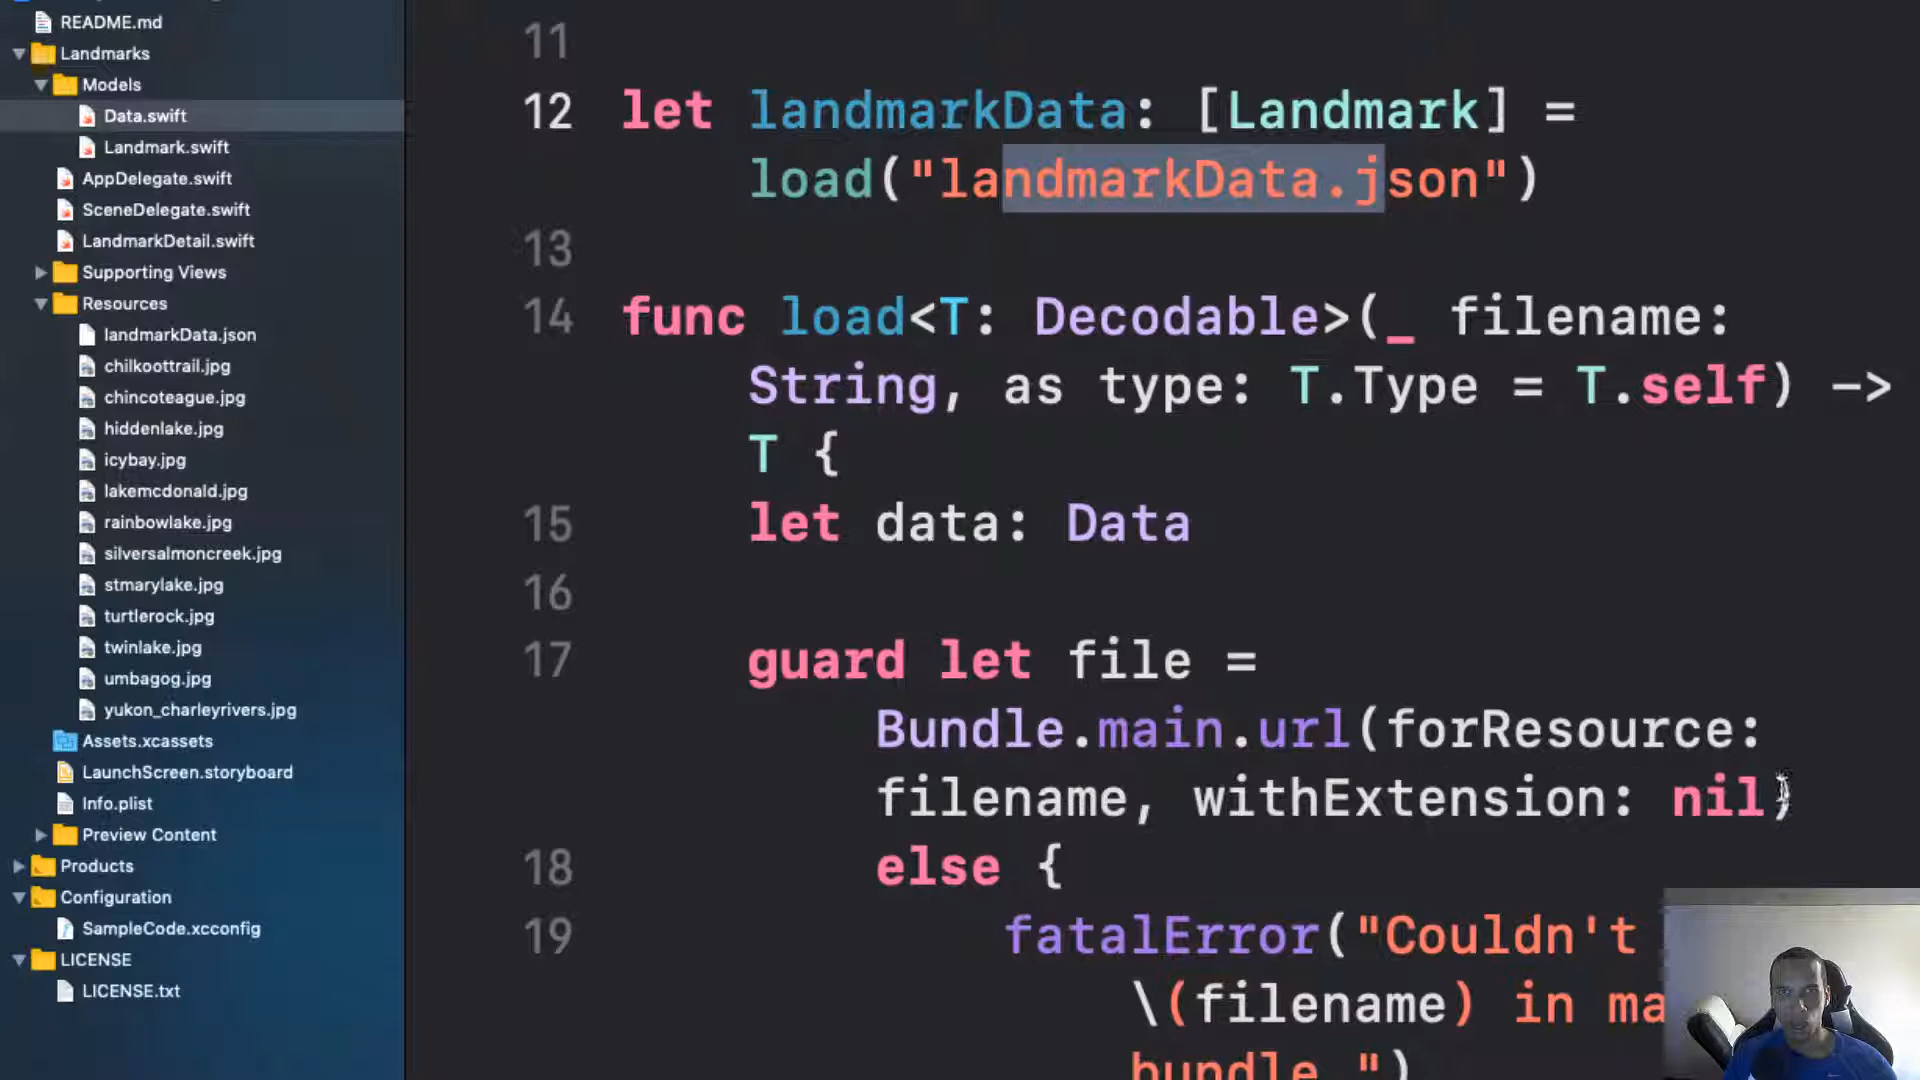 README.md
Landmarks
Models
Data.swift
Landmark.swift
AppDelegate.swift
SceneDelegate.swift
LandmarkDetail.swift
Supporting Views
Resources
landmarkData.json
chilkoottrail.jpg
chincoteague.jpg
hiddenlake.jpg
icybay.jpg
lakemcdonald.jpg
rainbowlake.jpg
silversalmoncreek.jpg
stmarylake.jpg
turtlerock.jpg
twinlake.jpg
umbagog.jpg
yukon_charleyrivers.jpg
Assets.xcassets
LaunchScreen.storyboard
Info.plist
Preview Content
Products
Configuration
SampleCode.xcconfig
LICENSE
LICENSE.txt
11
12 let landmarkData: [Landmark] =
load("landmarkData.json")
13
14 func load<T: Decodable>(_ filename:
String, as type: T.Type = T.self) ->
T {
15 let data: Data
16
17 guard let file =
Bundle.main.url(forResource:
filename, withExtension: nil)
18 else {
19 fatalError("Couldn't
\(filename) in ma
bundle.")